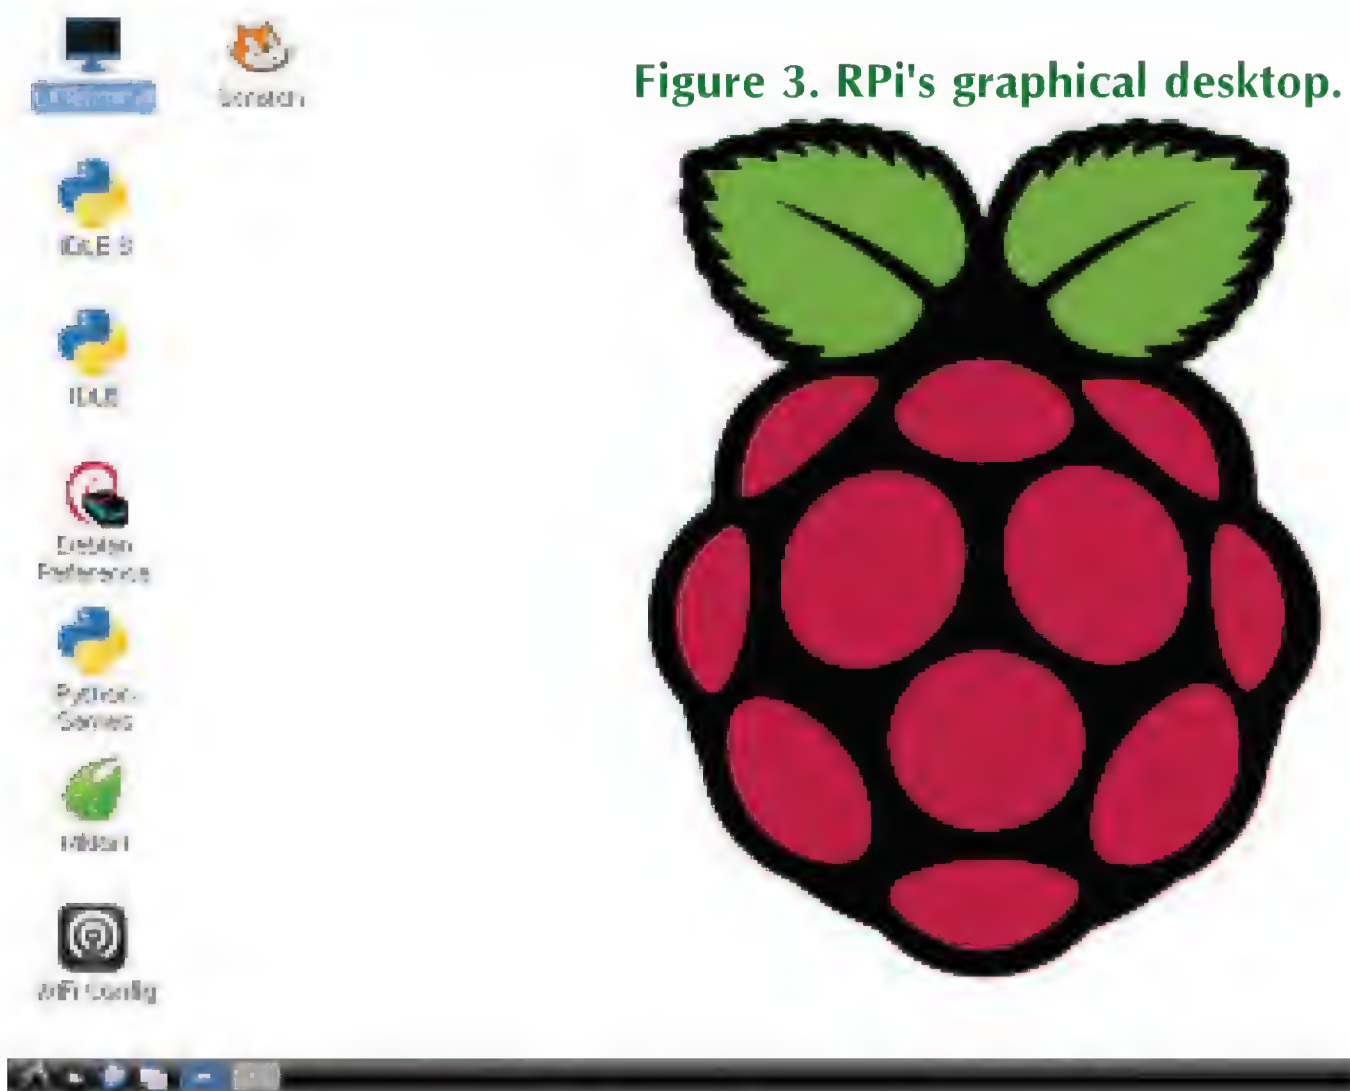 Figure 3. RPi's graphical desktop.
Scratch
IDLE 3
IDLE
Debian
Reference
Python
Games
Midori
WiFi Config